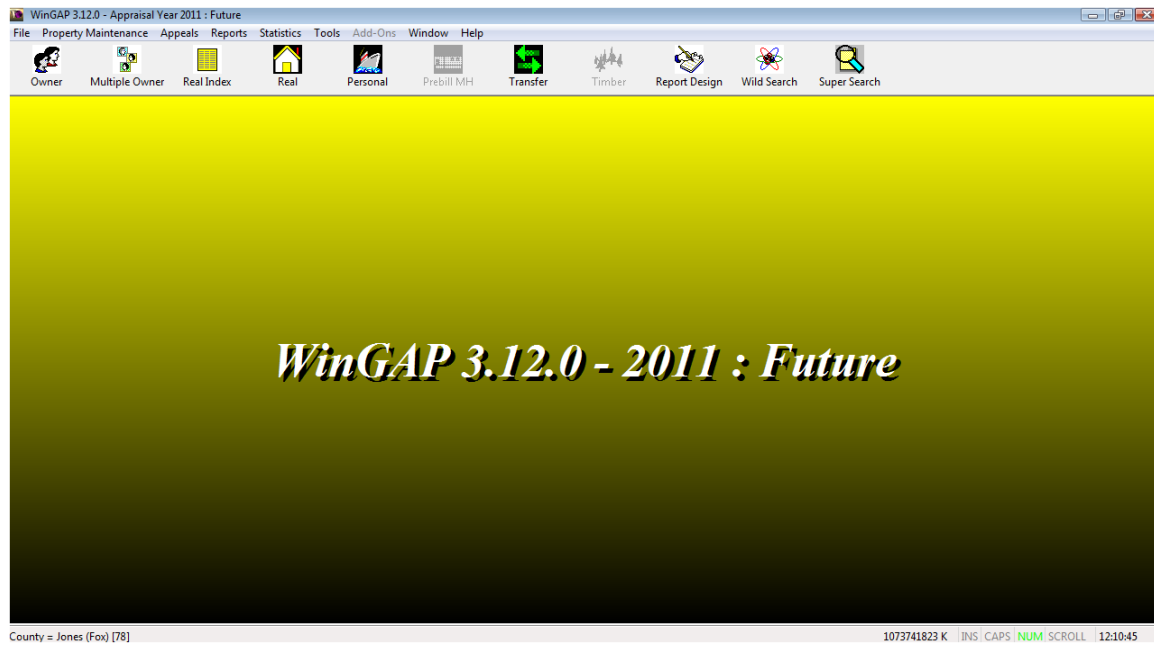 WinGAP 3.12.0 - Appraisal Year 2011 : Future
File Property Maintenance Appeals Reports Statistics Tools Add-Ons Window Help
Owner Multiple Owner Real Index Real Personal Prebill MH Transfer Timber Report Design Wild Search Super Search
WinGAP 3.12.0 - 2011 : Future
County = Jones (Fox) [78] 1073741823 K INS CAPS NUM SCROLL 12:10:45